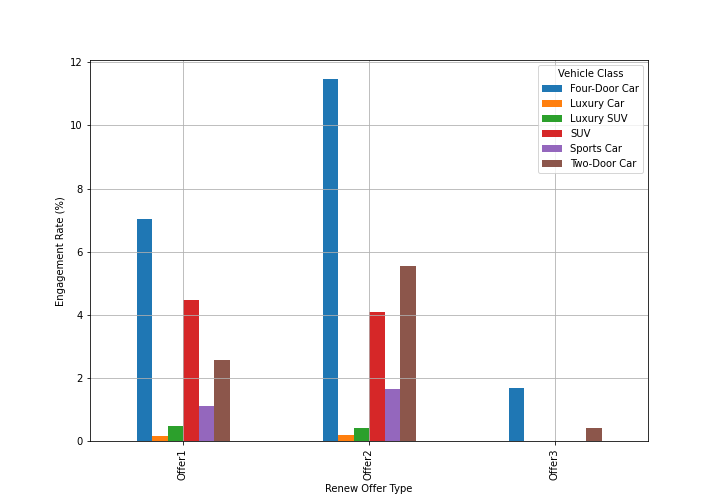 12
10
8
6
4
2
0
Engagement Rate (%)
Vehicle Class
Four-Door Car
Luxury Car
Luxury SUV
SUV
Sports Car
Two-Door Car
Offer1
Offer2
Offer3
Renew Offer Type